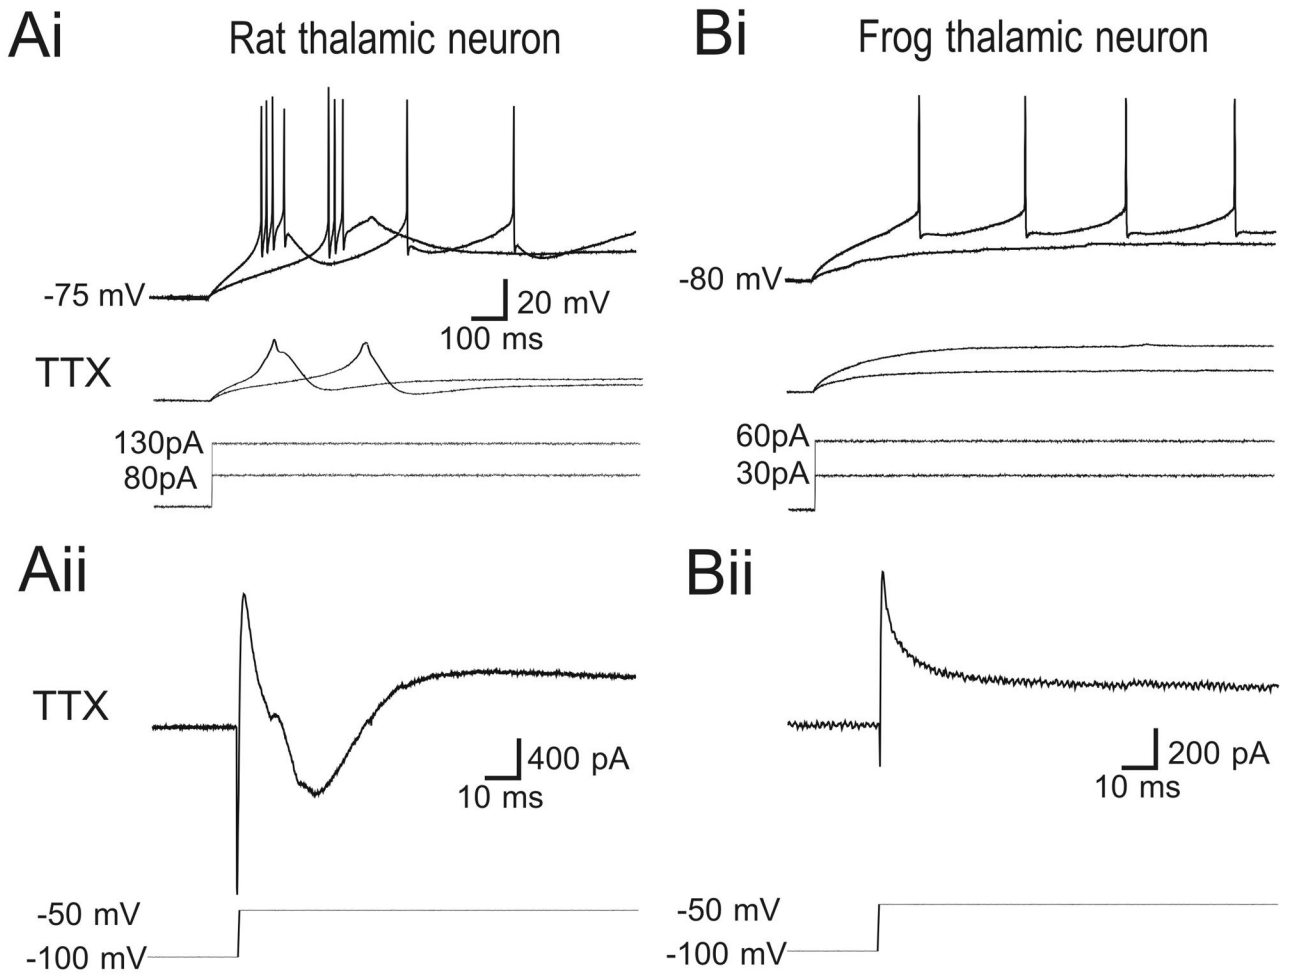 Ai
Rat thalamic neuron
-75 mV
20 mV
100 ms
TTX
130pA
80pA
Bi
Frog thalamic neuron
-80 mV
60pA
30pA
Aii
TTX
400 pA
10 ms
-50 mV
-100 mV
Bii
200 pA
10 ms
-50 mV
-100 mV